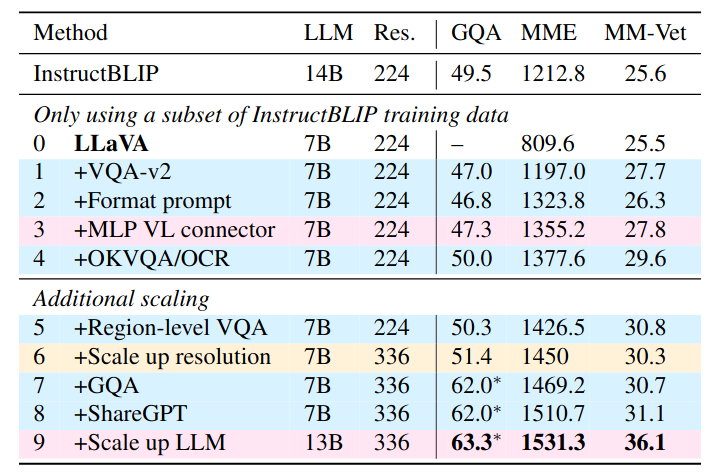 Method LLM Res. GQA MME MM-Vet
InstructBLIP 14B 224 49.5 1212.8 25.6
Only using a subset of InstructBLIP training data
0 LLaVA 7B 224 – 809.6 25.5
1 +VQA-v2 7B 224 47.0 1197.0 27.7
2 +Format prompt 7B 224 46.8 1323.8 26.3
3 +MLP VL connector 7B 224 47.3 1355.2 27.8
4 +OKVQA/OCR 7B 224 50.0 1377.6 29.6
Additional scaling
5 +Region-level VQA 7B 224 50.3 1426.5 30.8
6 +Scale up resolution 7B 336 51.4 1450 30.3
7 +GQA 7B 336 62.0* 1469.2 30.7
8 +ShareGPT 7B 336 62.0* 1510.7 31.1
9 +Scale up LLM 13B 336 63.3* 1531.3 36.1